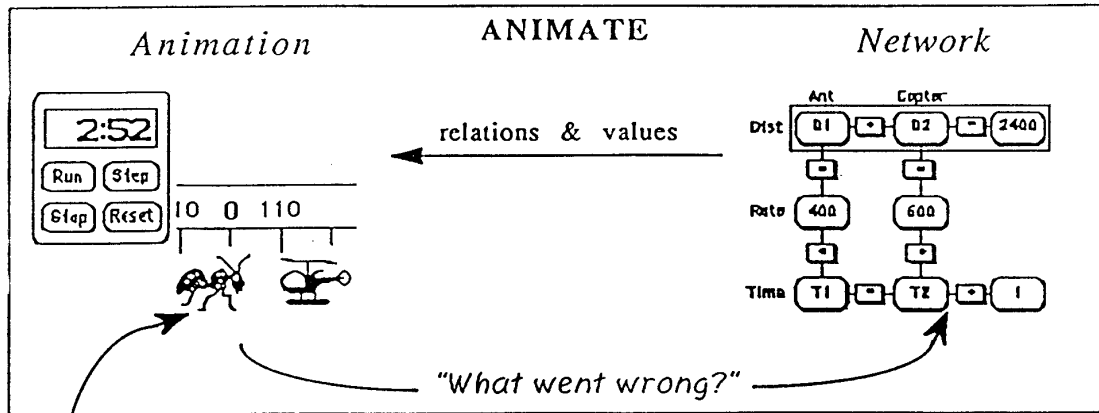 ANIMATE
Animation
Network
2:52
Run Step
Stop Reset
10 0 110
relations & values
Ant Copter
Dist D1 + D2 = 2400
= =
Rate 400 600
Time T1 = T2 + 1
"What went wrong?"